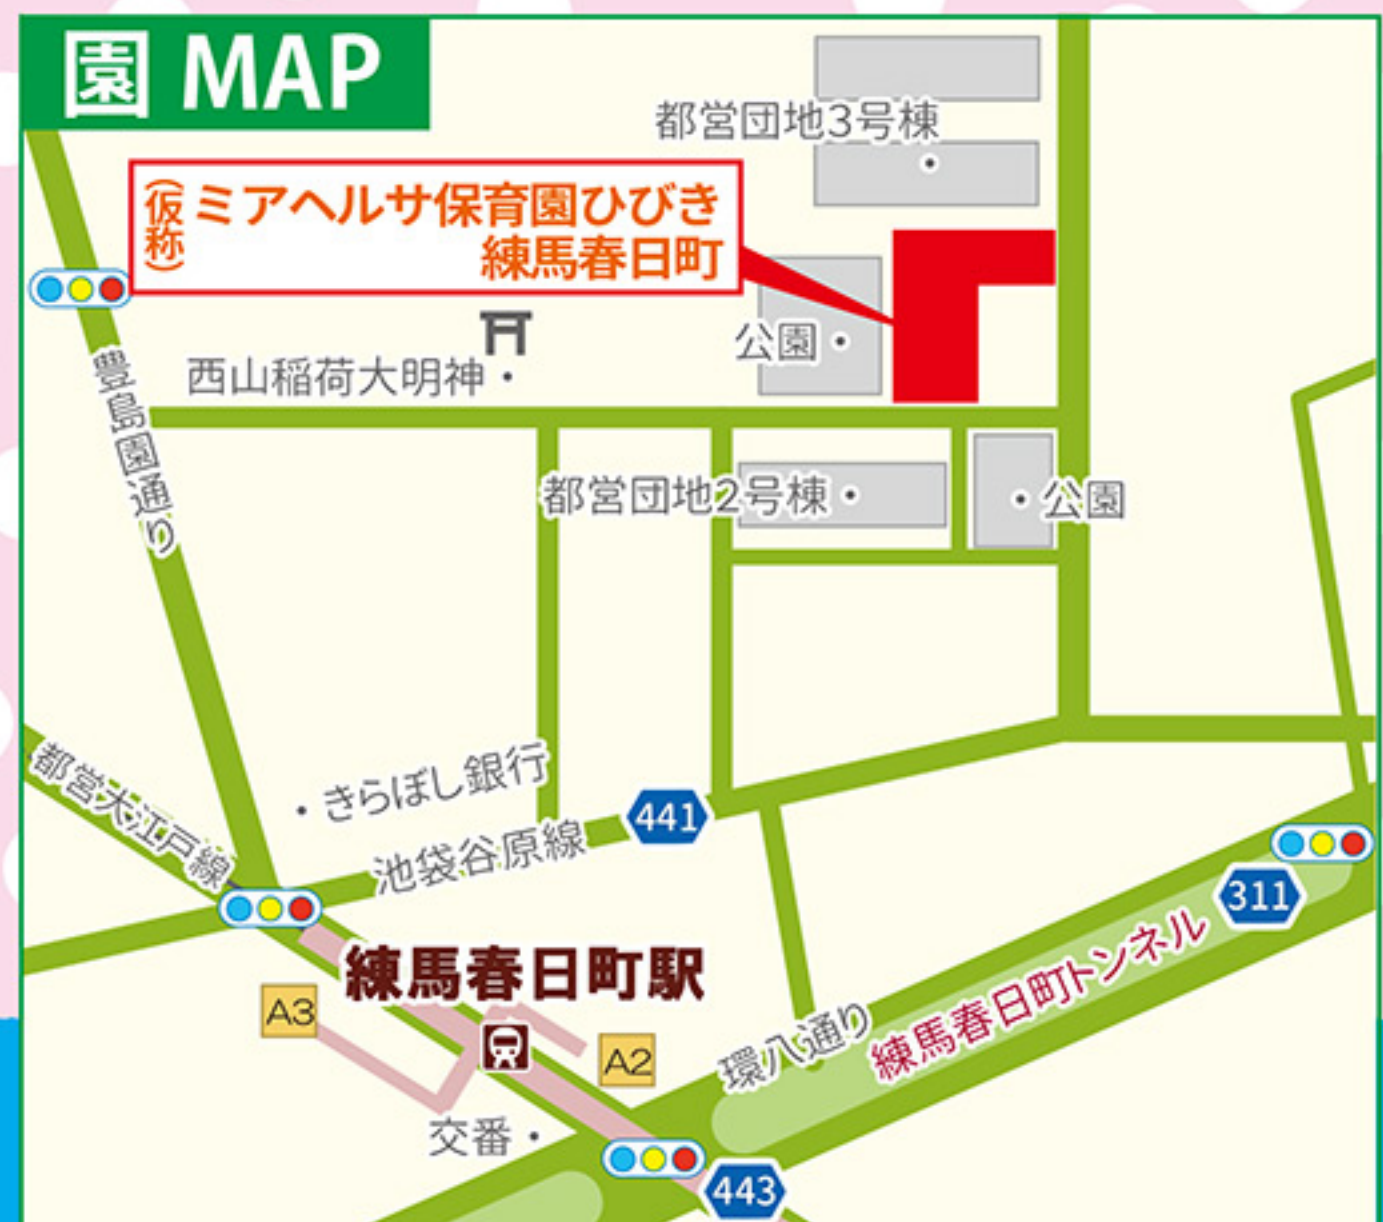 園 MAP
都営団地3号棟
(仮称)
ミアヘルサ保育園ひびき
練馬春日町
公園
西山稲荷大明神
豊島園通り
都営団地2号棟
公園
都営大江戸線
きらぼし銀行
441
池袋谷原線
311
練馬春日町駅
A3
A2
環八通り
練馬春日町トンネル
交番
443